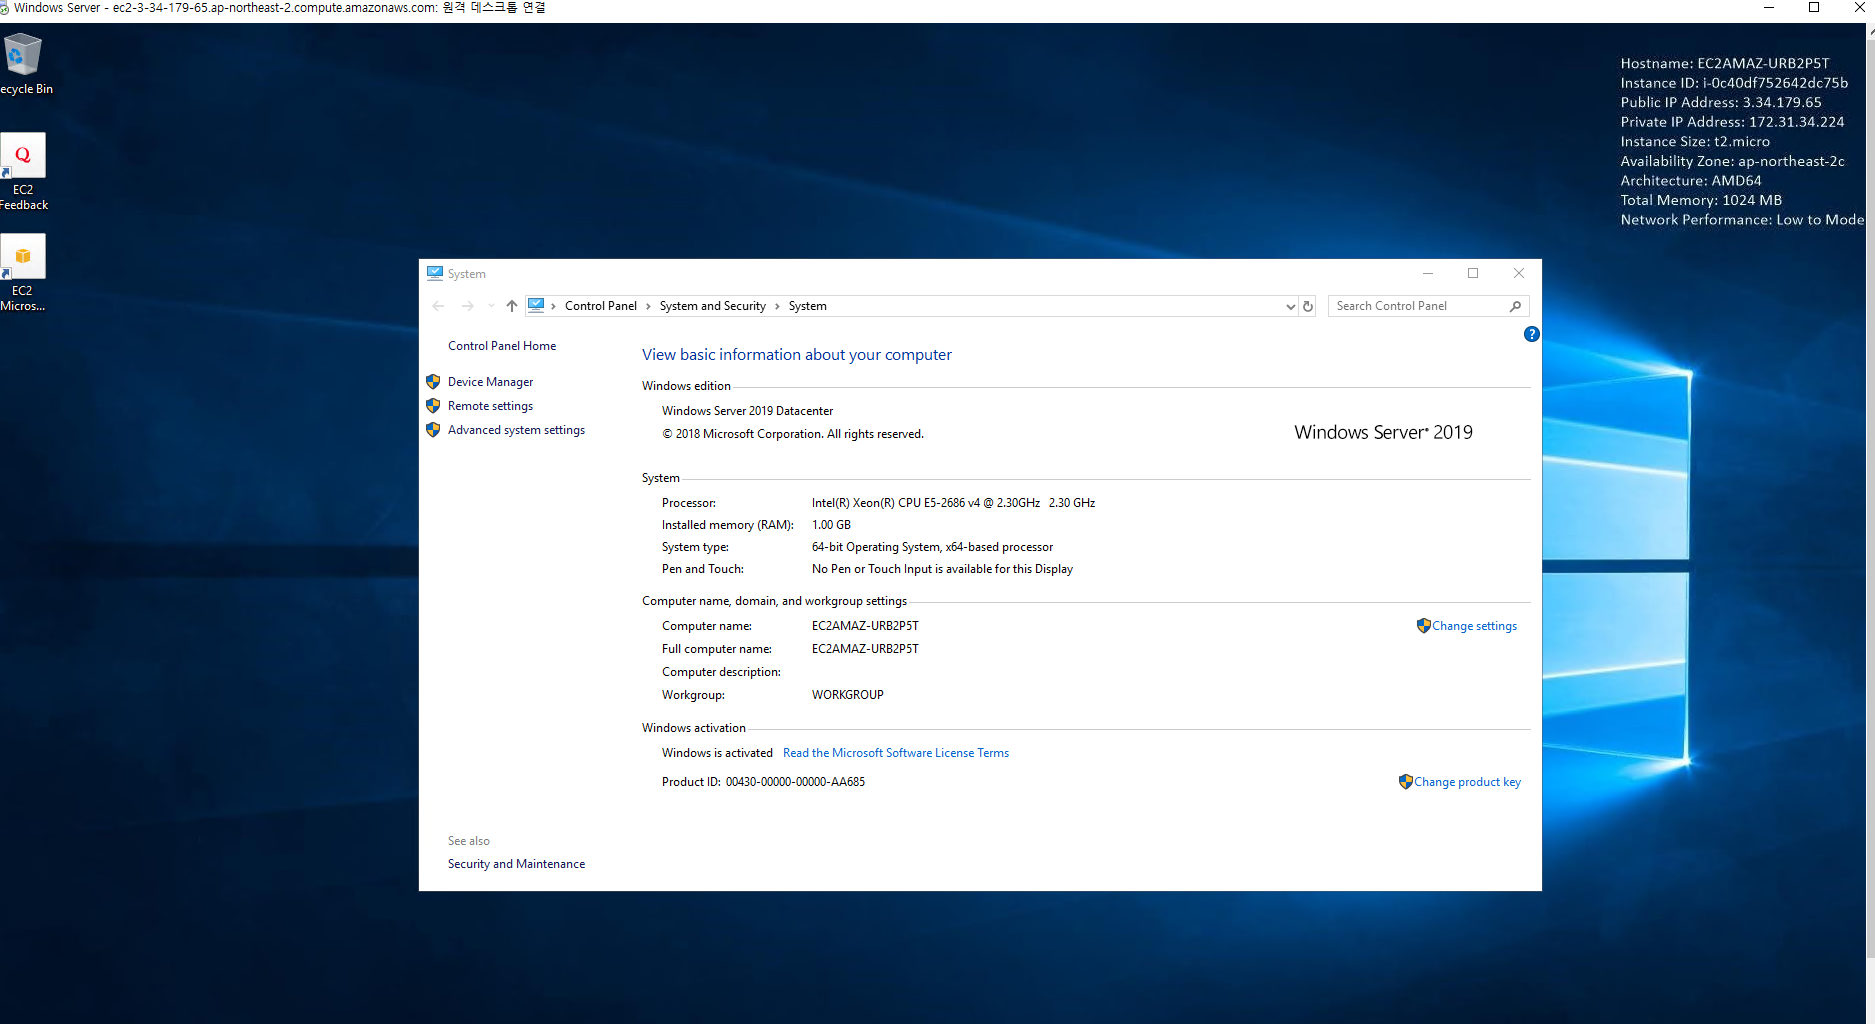 Windows Server - ec2-3-34-179-65.ap-northeast-2.compute.amazonaws.com: 원격 데스크톱 연결
ecycle Bin
EC2
Feedback
EC2
Micros...
Hostname: EC2AMAZ-URB2P5T
Instance ID: i-0c40df752642dc75b
Public IP Address: 3.34.179.65
Private IP Address: 172.31.34.224
Instance Size: t2.micro
Availability Zone: ap-northeast-2c
Architecture: AMD64
Total Memory: 1024 MB
Network Performance: Low to Mode
System
Control Panel › System and Security › System
Search Control Panel
?
Control Panel Home
Device Manager
Remote settings
Advanced system settings
View basic information about your computer
Windows edition
Windows Server 2019 Datacenter
© 2018 Microsoft Corporation. All rights reserved.
Windows Server® 2019
System
Processor: Intel(R) Xeon(R) CPU E5-2686 v4 @ 2.30GHz 2.30 GHz
Installed memory (RAM): 1.00 GB
System type: 64-bit Operating System, x64-based processor
Pen and Touch: No Pen or Touch Input is available for this Display
Computer name, domain, and workgroup settings
Computer name: EC2AMAZ-URB2P5T Change settings
Full computer name: EC2AMAZ-URB2P5T
Computer description:
Workgroup: WORKGROUP
Windows activation
Windows is activated Read the Microsoft Software License Terms
Product ID: 00430-00000-00000-AA685 Change product key
See also
Security and Maintenance